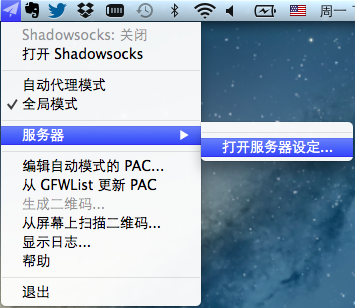 周一
Shadowsocks: 关闭
打开 Shadowsocks
自动代理模式
全局模式
服务器
打开服务器设定...
编辑自动模式的 PAC...
从 GFWList 更新 PAC
生成二维码...
从屏幕上扫描二维码...
显示日志...
帮助
退出